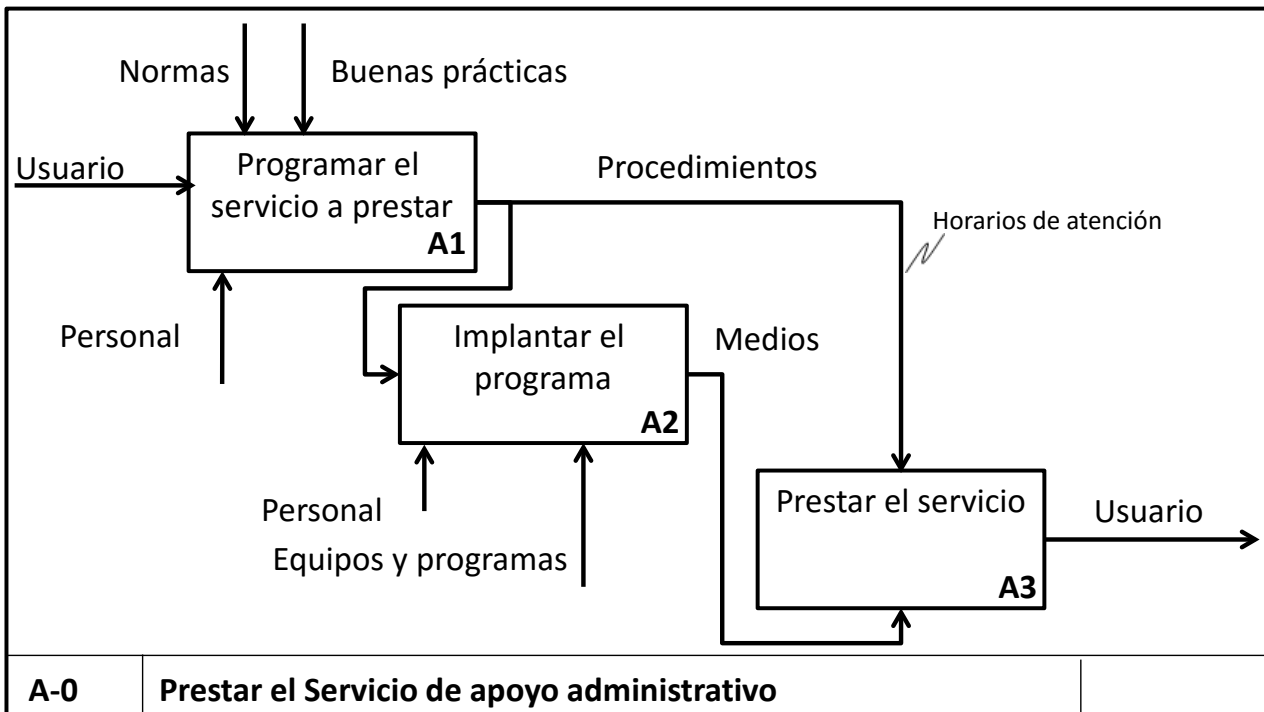 Normas
Buenas prácticas
Usuario
Programar el
servicio a prestar
A1
Procedimientos
Horarios de atención
Personal
Implantar el
programa
A2
Medios
Personal
Equipos y programas
Prestar el servicio
A3
Usuario
A-0
Prestar el Servicio de apoyo administrativo